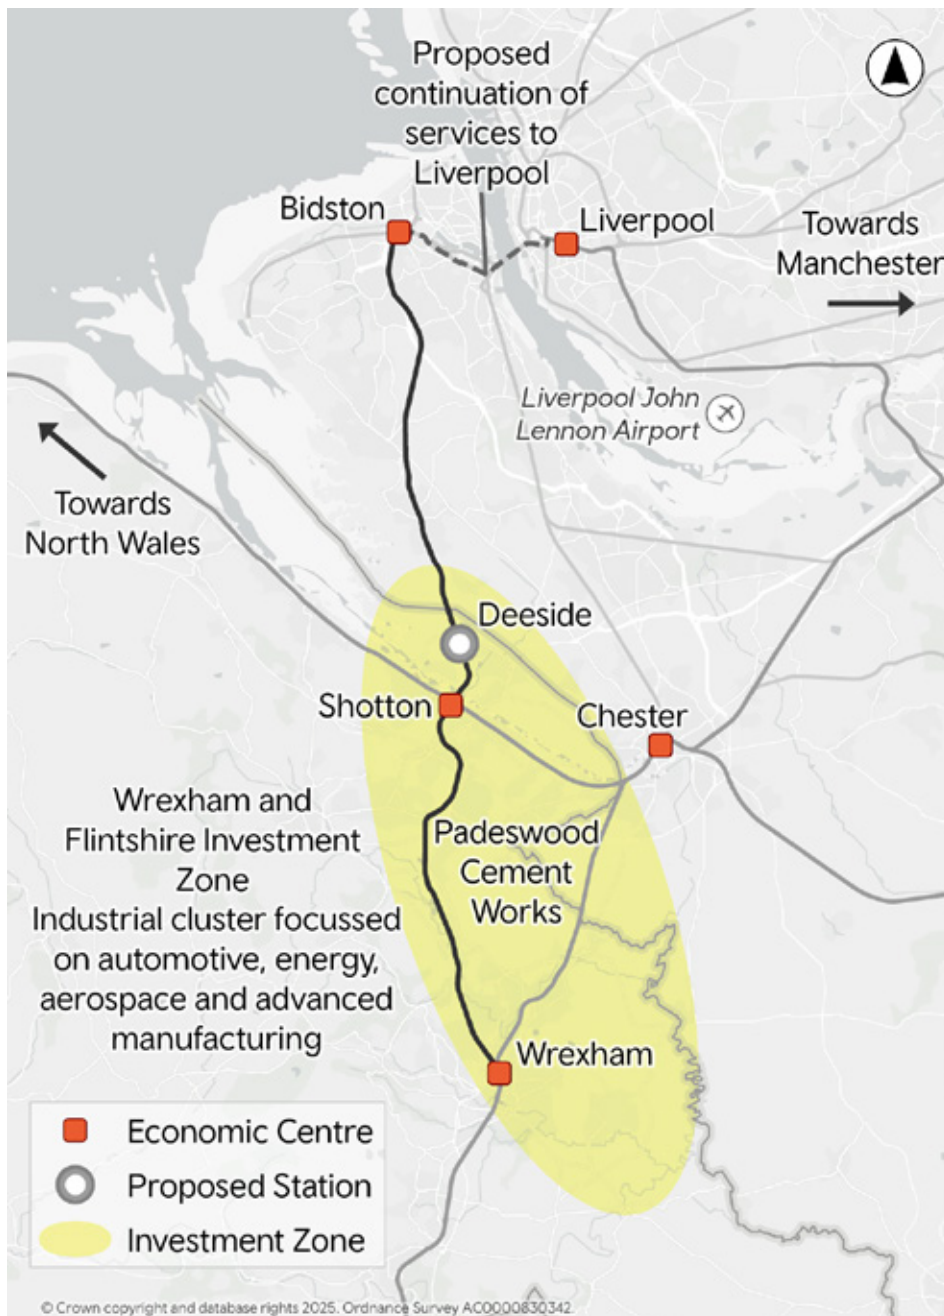 Proposed
continuation of
services to
Liverpool
Bidston
Liverpool
Towards
Manchester
Liverpool John
Lennon Airport
Towards
North Wales
Deeside
Shotton
Chester
Wrexham and
Flintshire Investment
Zone
Industrial cluster focussed
on automotive, energy,
aerospace and advanced
manufacturing
Padeswood
Cement
Works
Wrexham
Economic Centre
Proposed Station
Investment Zone
© Crown copyright and database rights 2025. Ordnance Survey AC0000830342.